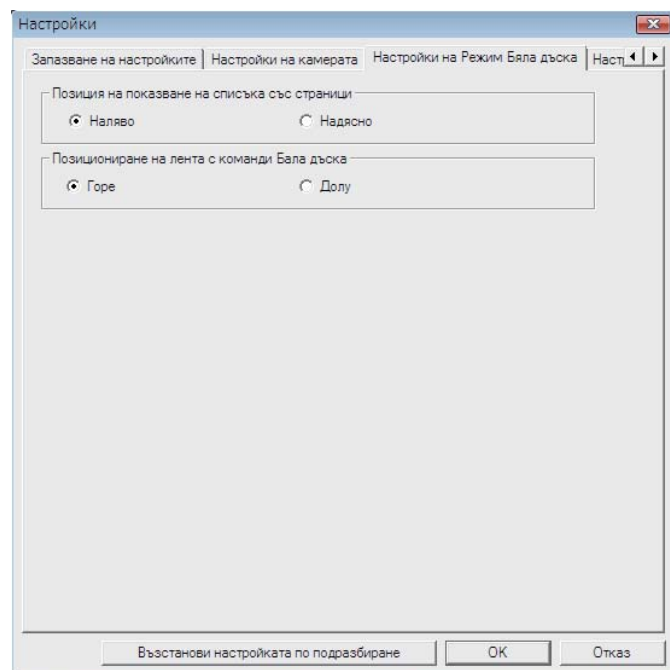 Настройки
Запазване на настройките Настройки на камерата Настройки на Режим Бяла дъска
Позиция на показване на списъка със страници
Наляво Надясно
Позициониране на лента с команди Бала дъска
Горе Долу
Възстанови настройката по подразбиране OK Отказ